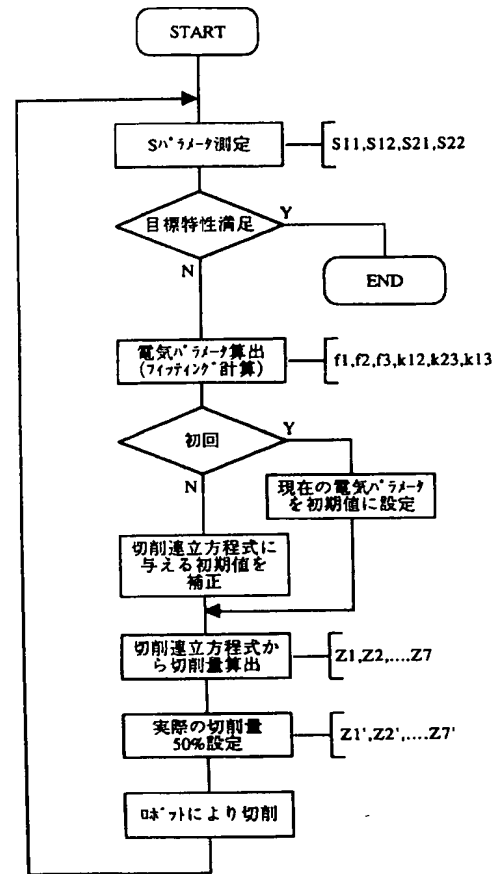 START
Sパラメータ測定
S11,S12,S21,S22
目標特性満足
Y
N
END
電気パラメータ算出
(フィッティング計算)
f1,f2,f3,k12,k23,k13
初回
Y
N
現在の電気パラメータ
を初期値に設定
切削連立方程式に
与える初期値を
補正
切削連立方程式か
ら切削量算出
Z1,Z2,....Z7
実際の切削量
50%設定
Z1',Z2',....Z7'
ロボットにより切削